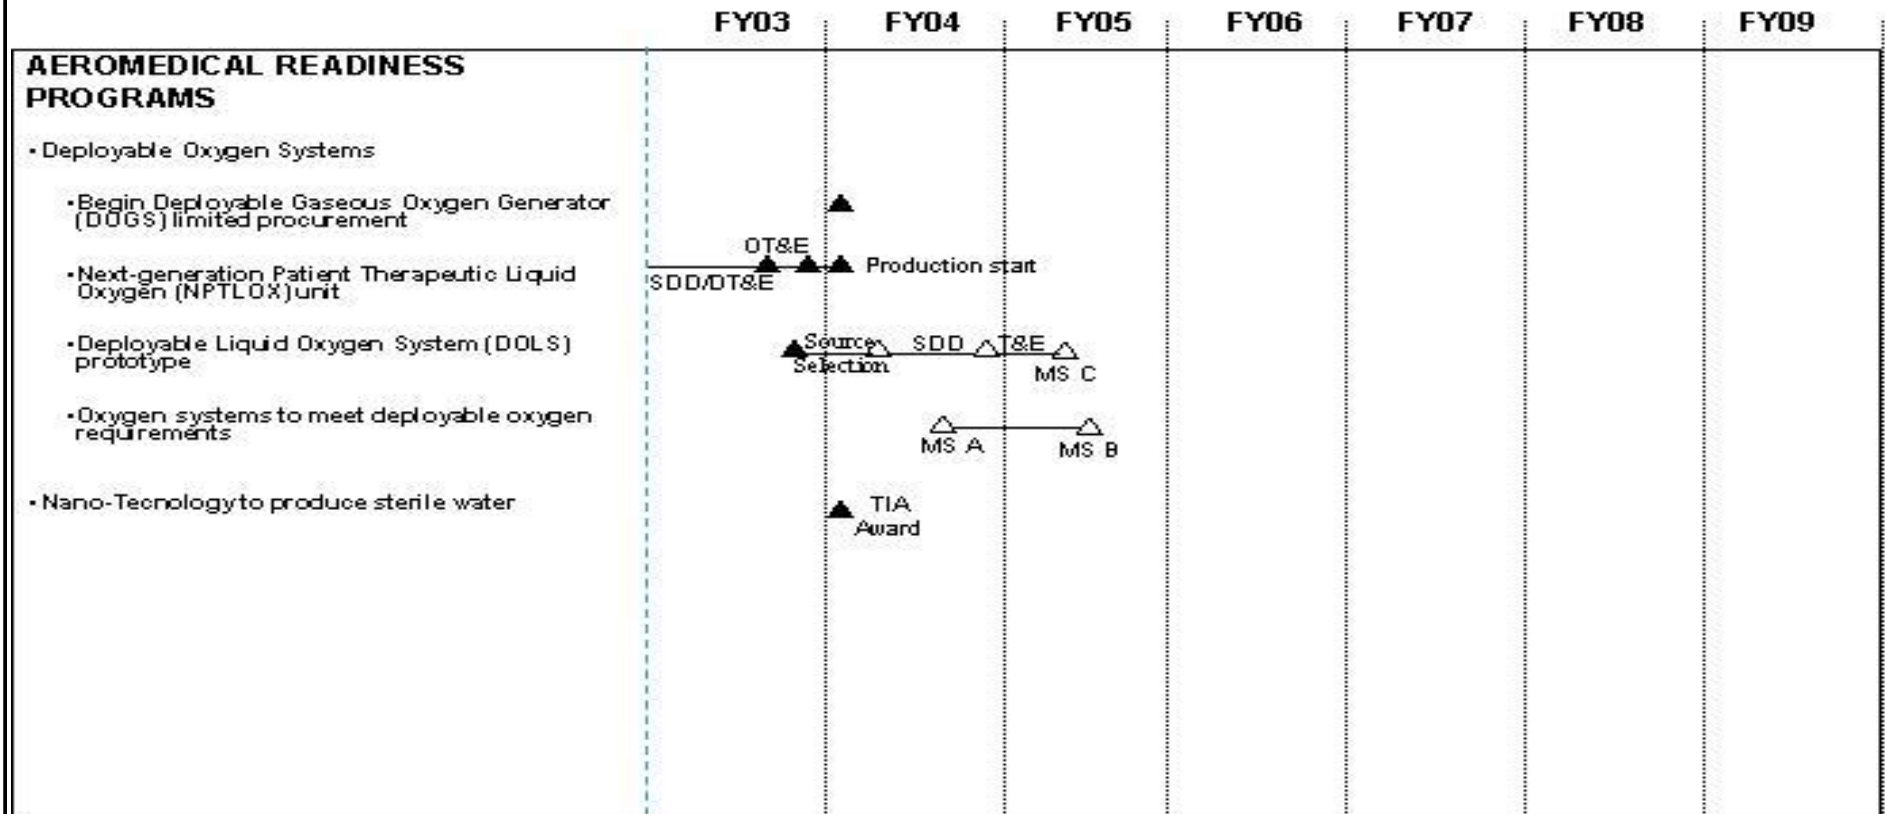 FY03 FY04 FY05 FY06 FY07 FY08 FY09
AEROMEDICAL READINESS
PROGRAMS
• Deployable Oxygen Systems
• Begin Deployable Gaseous Oxygen Generator
(DOGS) limited procurement
OT&E
• Next-generation Patient Therapeutic Liquid
Oxygen (NPTLOX) unit
Production start
SDD/DT&E
• Deployable Liquid Oxygen System (DOLS)
prototype
Source
Selection
SDD
T&E
MS C
• Oxygen systems to meet deployable oxygen
requirements
MS A
MS B
• Nano-Tecnology to produce sterile water
TIA
Award